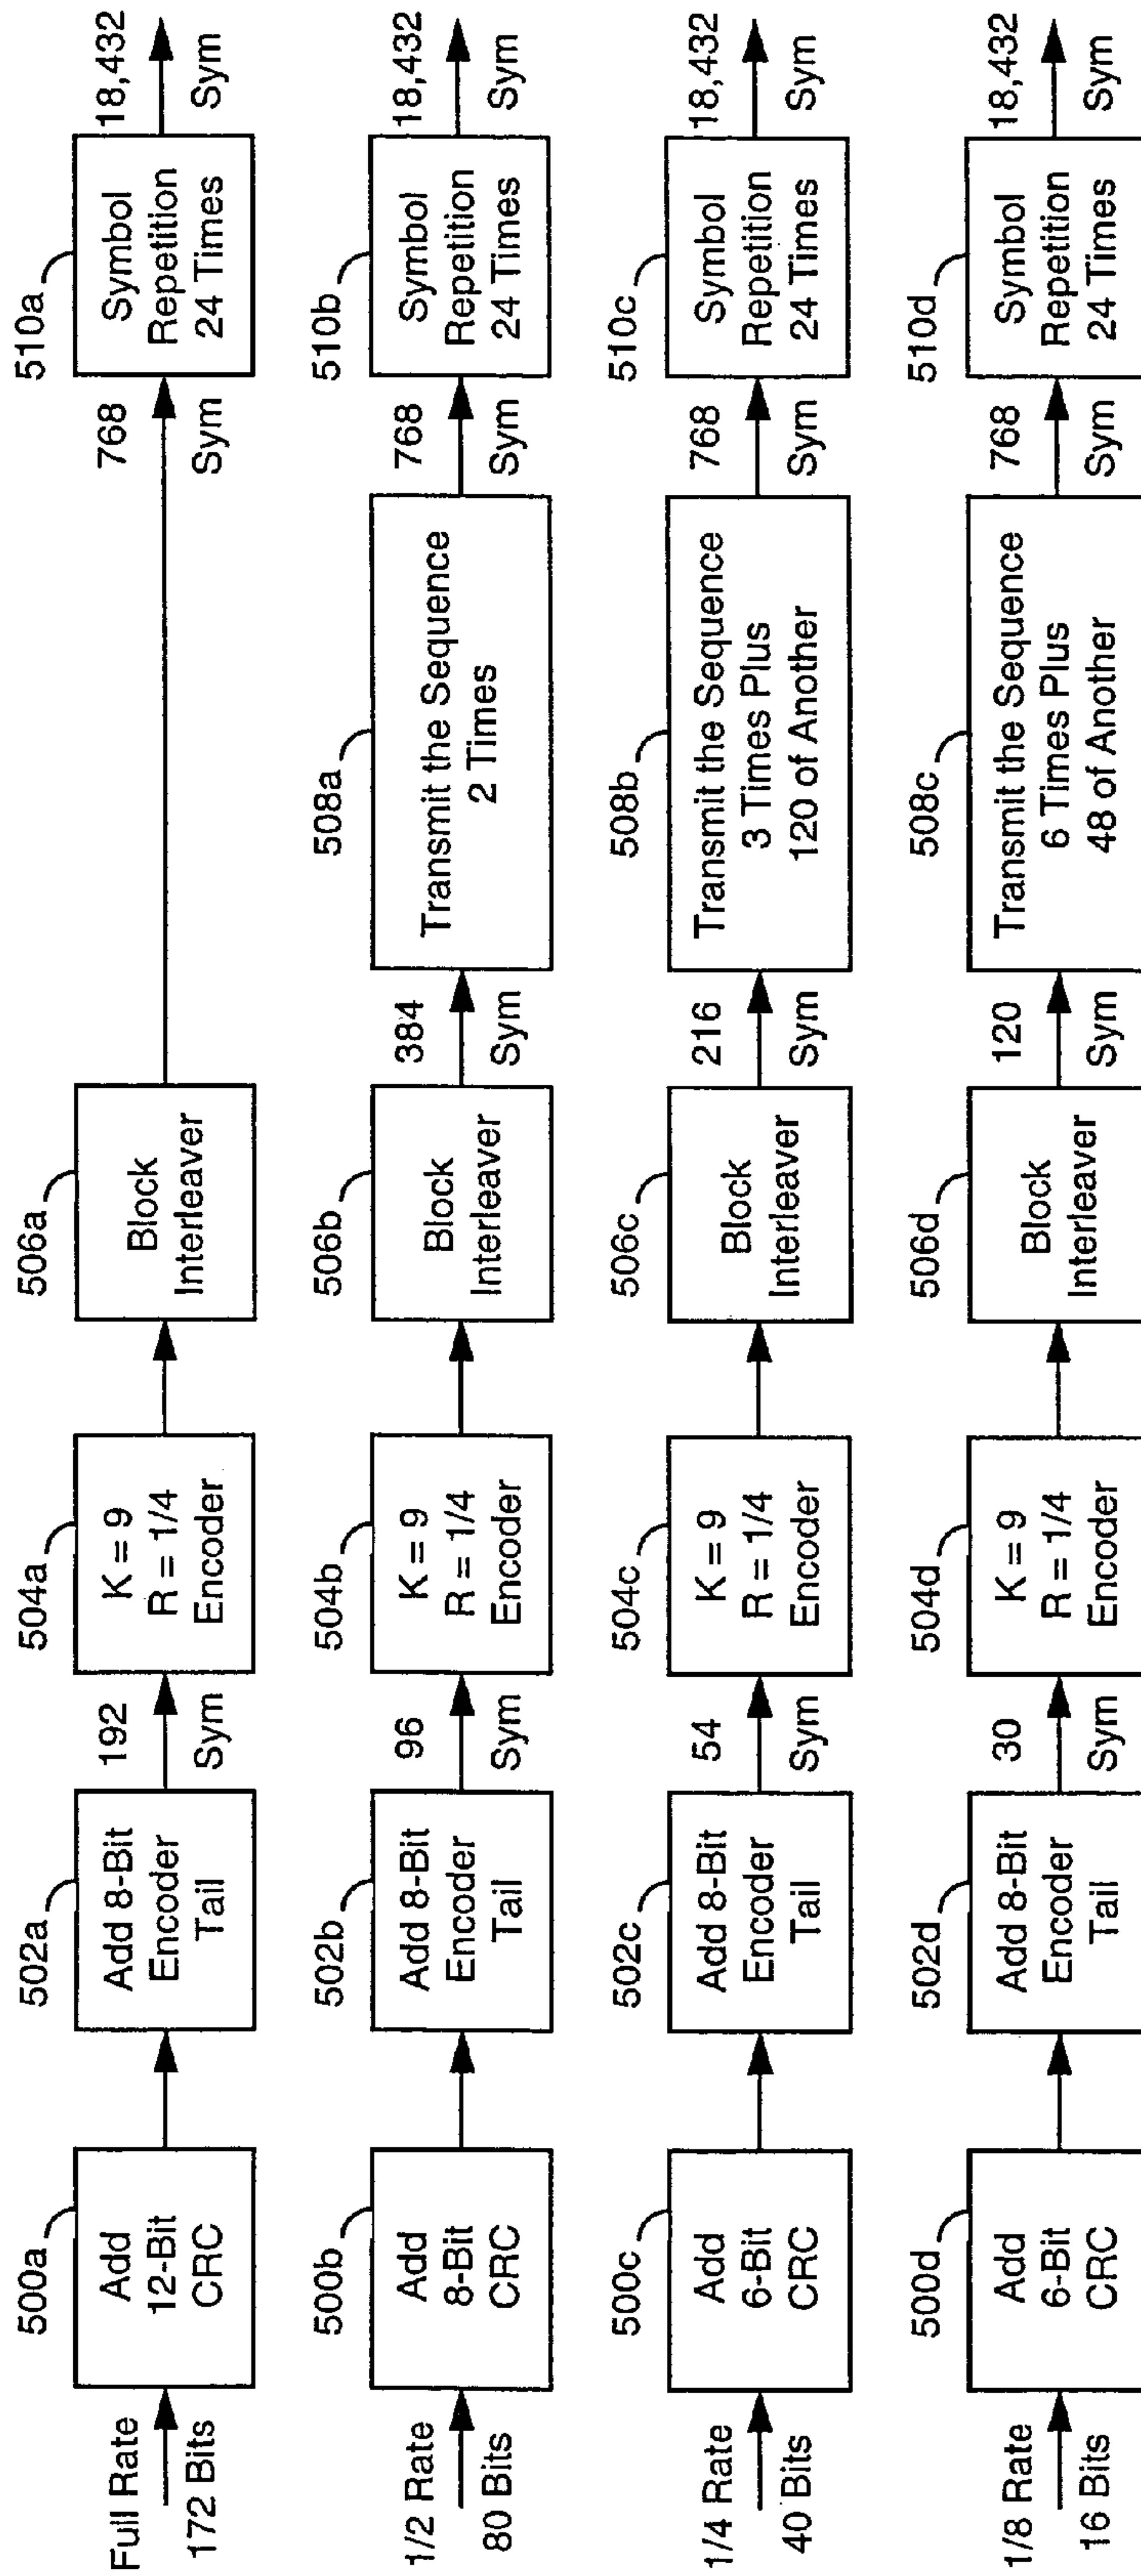 Full Rate
172 Bits
500a
Add
12-Bit
CRC
502a
Add 8-Bit
Encoder
Tail
192
Sym
504a
K = 9
R = 1/4
Encoder
506a
Block
Interleaver
768
Sym
510a
Symbol
Repetition
24 Times
18,432
Sym
1/2 Rate
80 Bits
500b
Add
8-Bit
CRC
502b
Add 8-Bit
Encoder
Tail
96
Sym
504b
K = 9
R = 1/4
Encoder
506b
Block
Interleaver
384
Sym
508a
Transmit the Sequence
2 Times
768
Sym
510b
Symbol
Repetition
24 Times
18,432
Sym
1/4 Rate
40 Bits
500c
Add
6-Bit
CRC
502c
Add 8-Bit
Encoder
Tail
54
Sym
504c
K = 9
R = 1/4
Encoder
506c
Block
Interleaver
216
Sym
508b
Transmit the Sequence
3 Times Plus
120 of Another
768
Sym
510c
Symbol
Repetition
24 Times
18,432
Sym
1/8 Rate
16 Bits
500d
Add
6-Bit
CRC
502d
Add 8-Bit
Encoder
Tail
30
Sym
504d
K = 9
R = 1/4
Encoder
506d
Block
Interleaver
120
Sym
508c
Transmit the Sequence
6 Times Plus
48 of Another
768
Sym
510d
Symbol
Repetition
24 Times
18,432
Sym